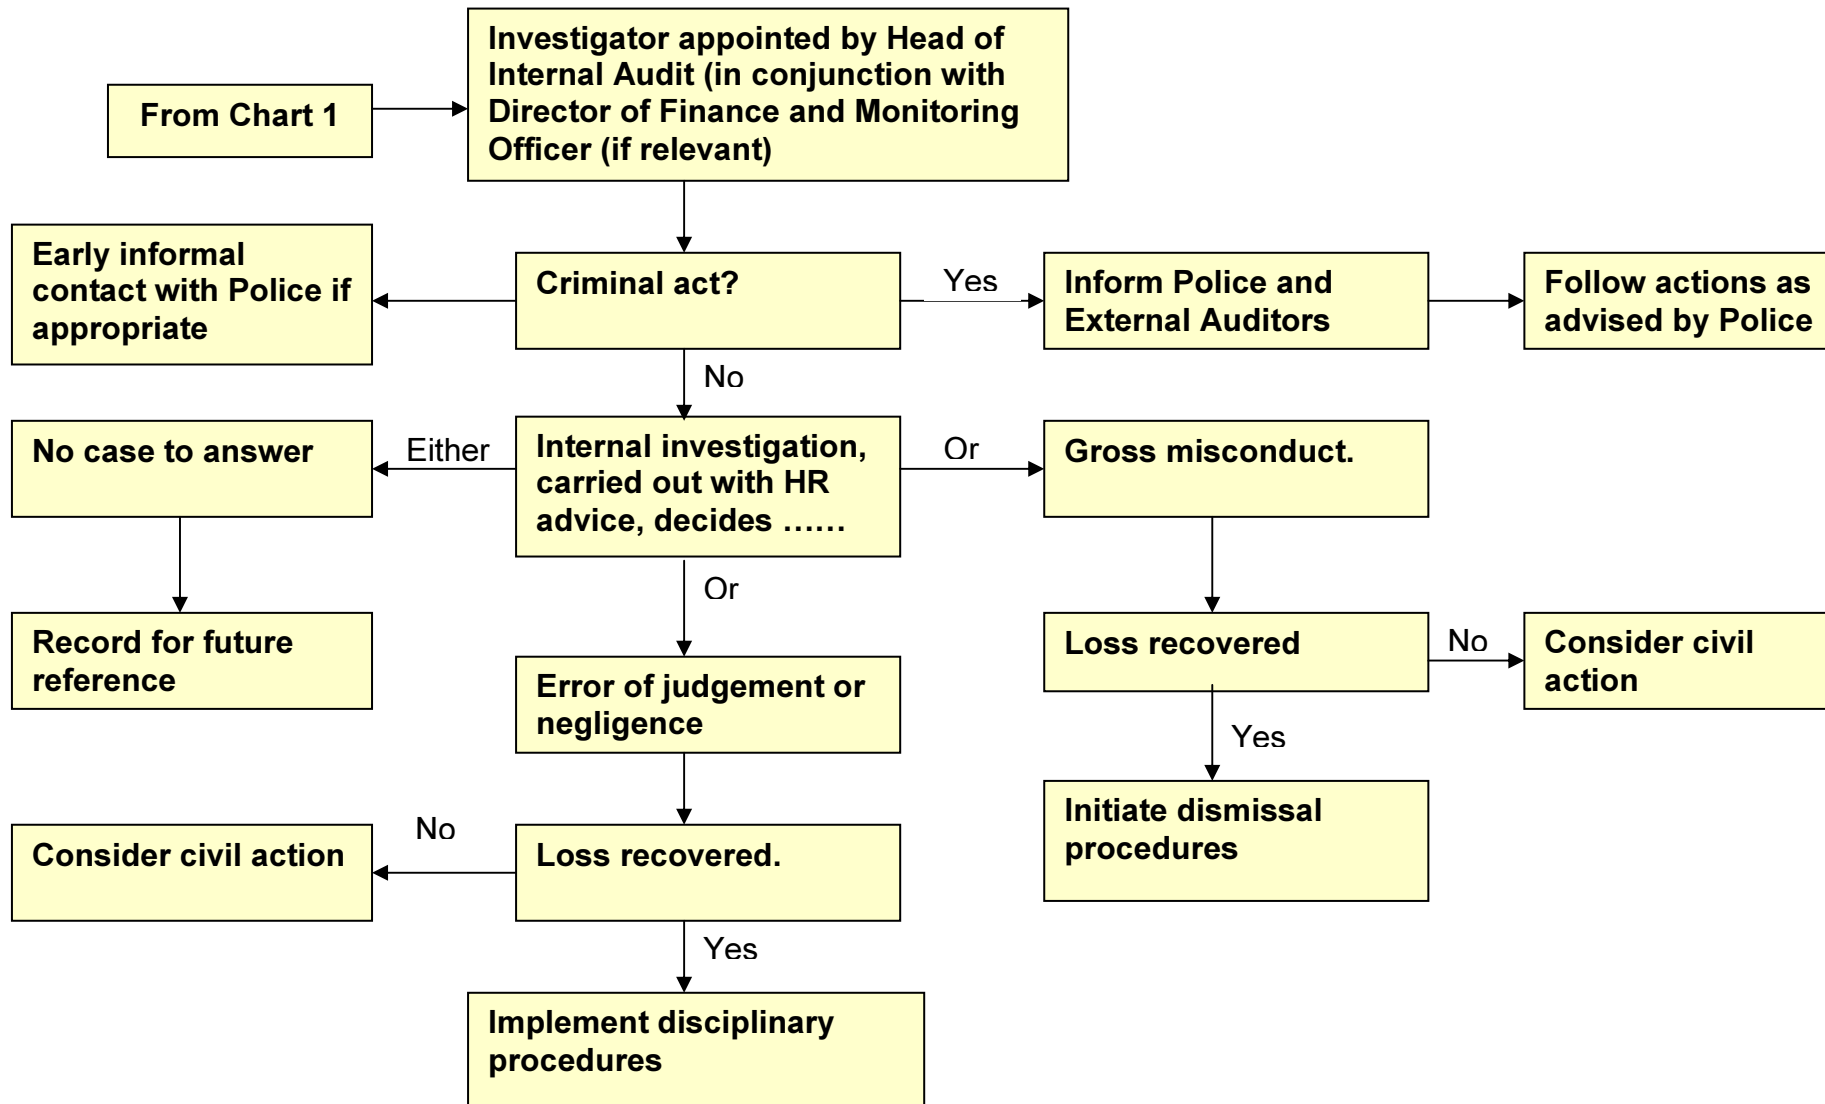 From Chart 1
Investigator appointed by Head of
Internal Audit (in conjunction with
Director of Finance and Monitoring
Officer (if relevant)
Early informal
contact with Police if
appropriate
Criminal act?
Yes
Inform Police and
External Auditors
Follow actions as
advised by Police
No
No case to answer
Either
Internal investigation,
carried out with HR
advice, decides ......
Or
Gross misconduct.
Or
Record for future
reference
Error of judgement or
negligence
Loss recovered
No
Consider civil
action
Yes
Initiate dismissal
procedures
Consider civil action
No
Loss recovered.
Yes
Implement disciplinary
procedures